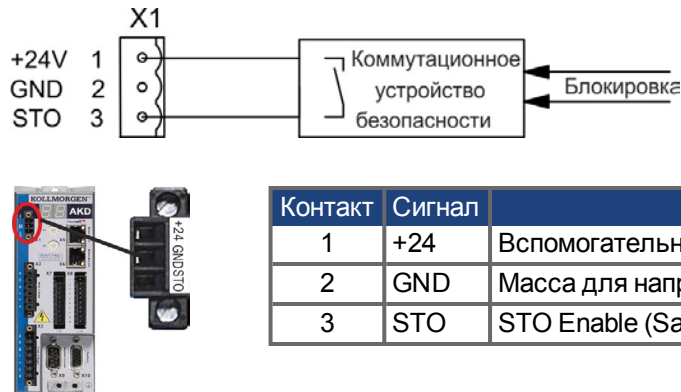 X1
+24V 1
GND 2
STO 3
Коммутационное
устройство
безопасности
Блокировка
KOLLMORGEN
AKD
+24 GND STO
Контакт Сигнал
1 +24 Вспомогательн
2 GND Масса для нап
3 STO STO Enable (Sa